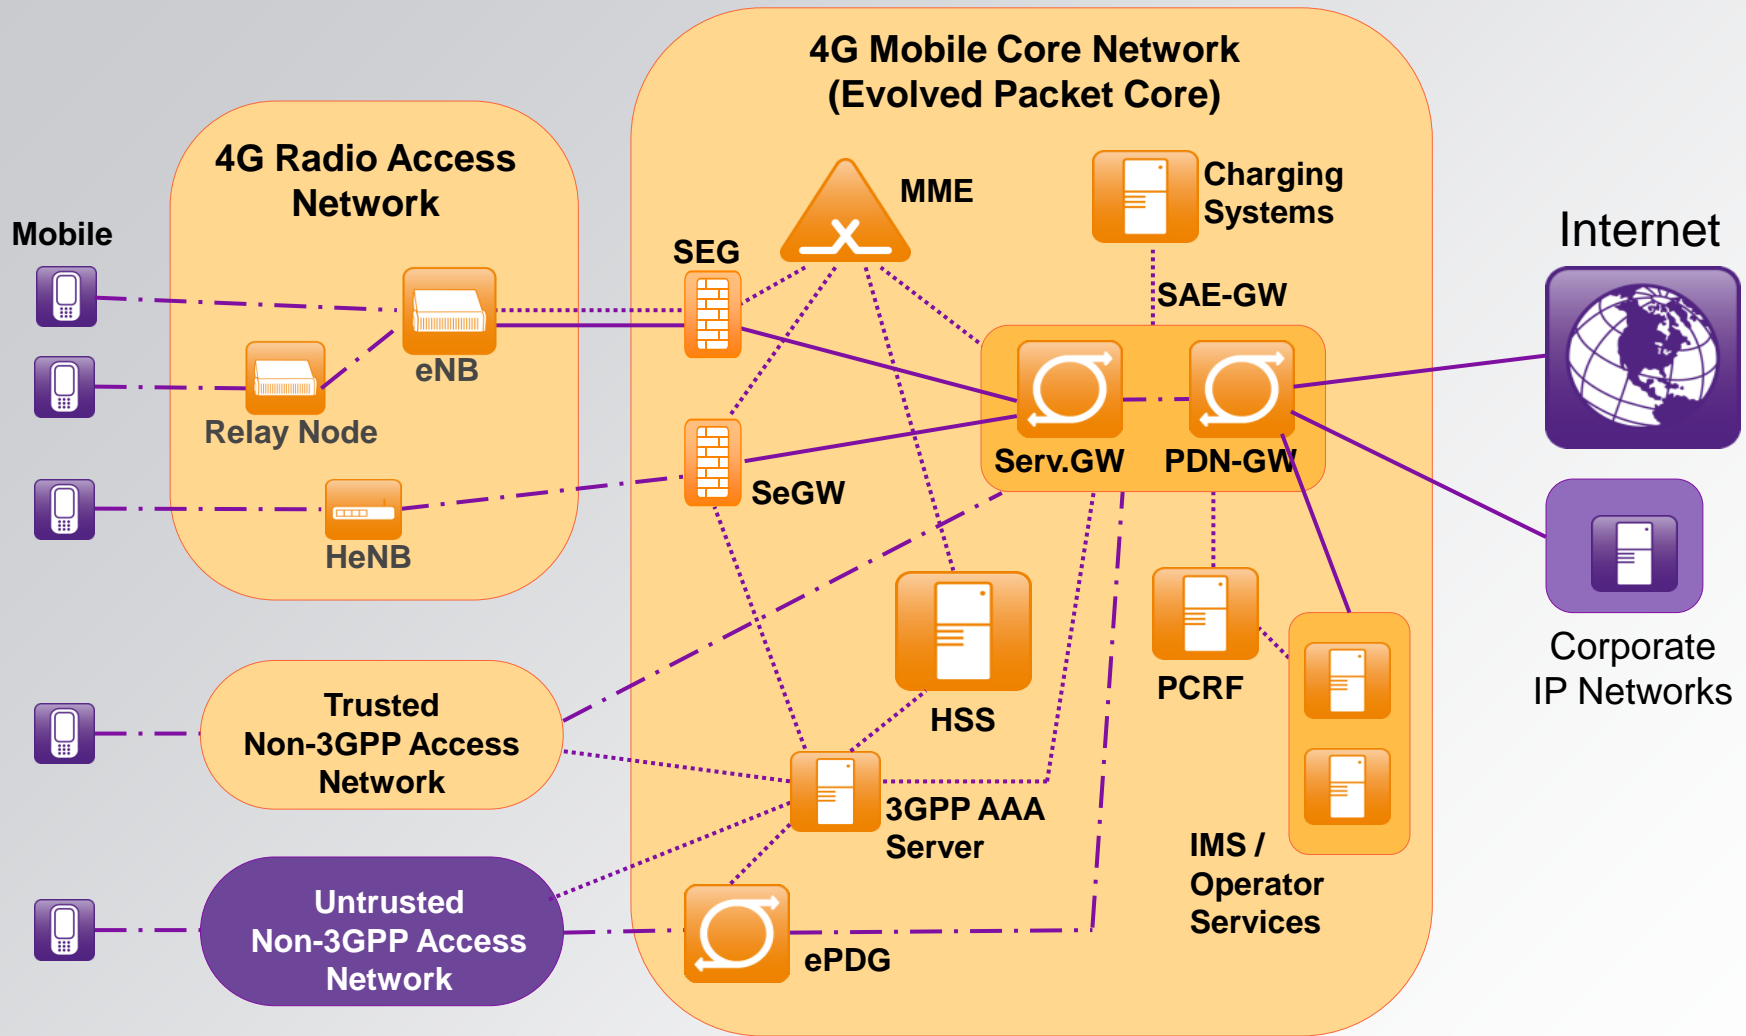 4G Mobile Core Network
(Evolved Packet Core)
4G Radio Access
Network
Mobile
MME
Charging
Systems
Internet
SEG
SAE-GW
eNB
Relay Node
Serv.GW
PDN-GW
SeGW
HeNB
Corporate
IP Networks
PCRF
HSS
Trusted
Non-3GPP Access
Network
3GPP AAA
Server
IMS /
Operator
Services
Untrusted
Non-3GPP Access
Network
ePDG